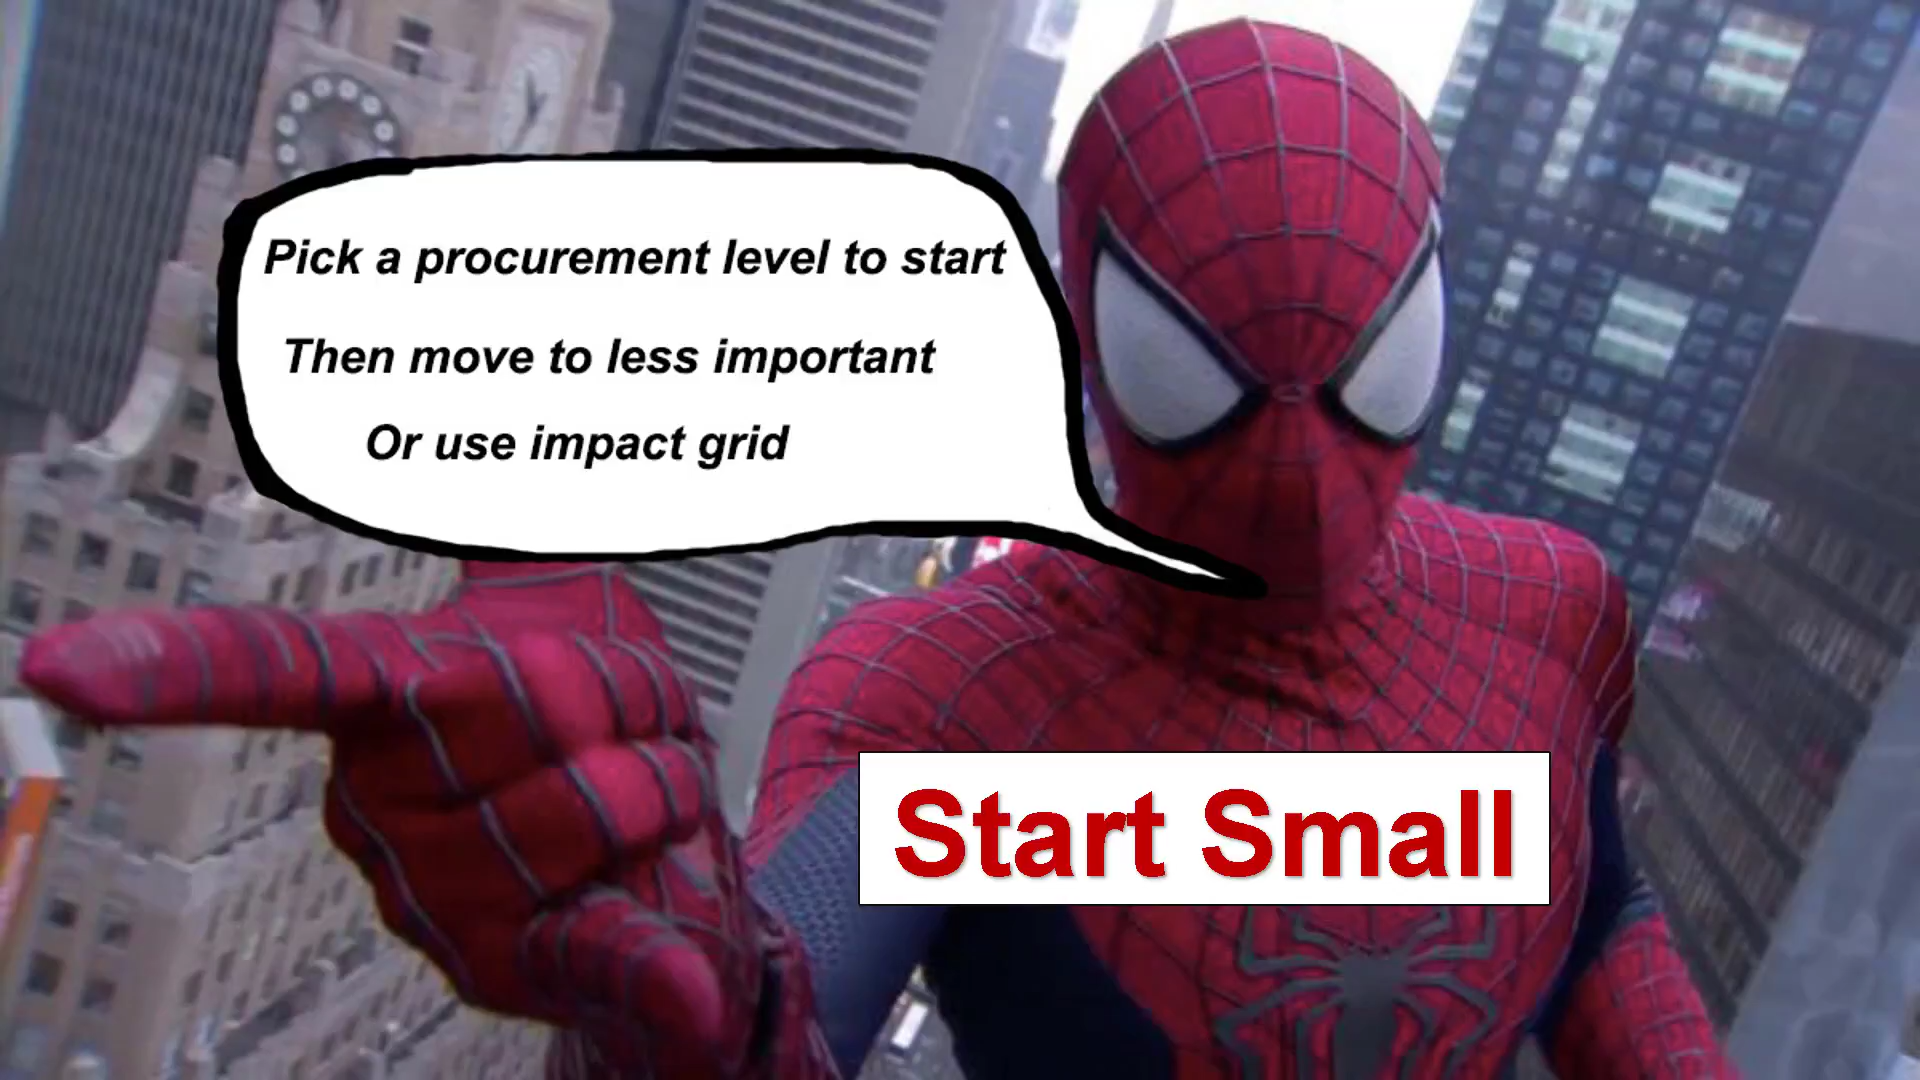 Pick a procurement level to start
Then move to less important
Or use impact grid
Start Small